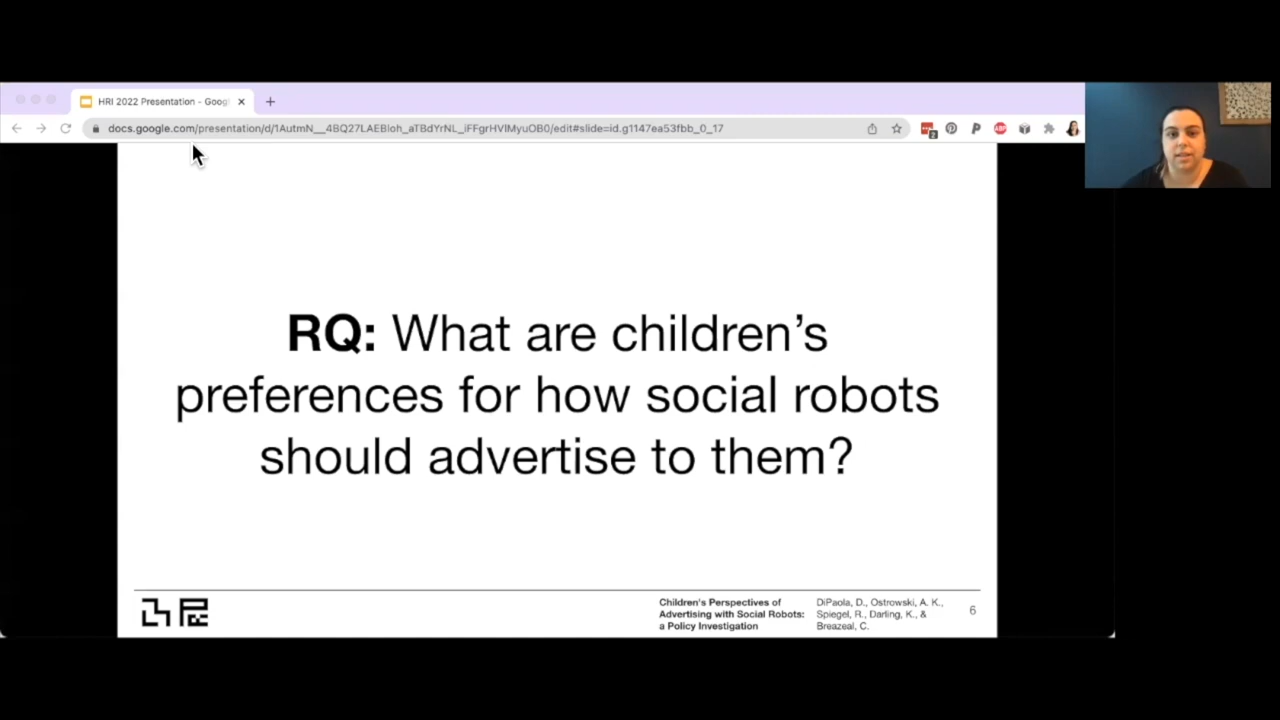 HRI 2022 Presentation - Goog
docs.google.com/presentation/d/1AutmN__4BQ27LAEBloh_aTBdYrNL_iFFgrHVlMyuOB0/edit#slide=id.g1147ea53fbb_0_17
2
ABP
RQ: What are children’s
preferences for how social robots
should advertise to them?
Children's Perspectives of
Advertising with Social Robots:
a Policy Investigation
DiPaola, D., Ostrowski, A. K.,
Spiegel, R., Darling, K., &
Breazeal, C.
6